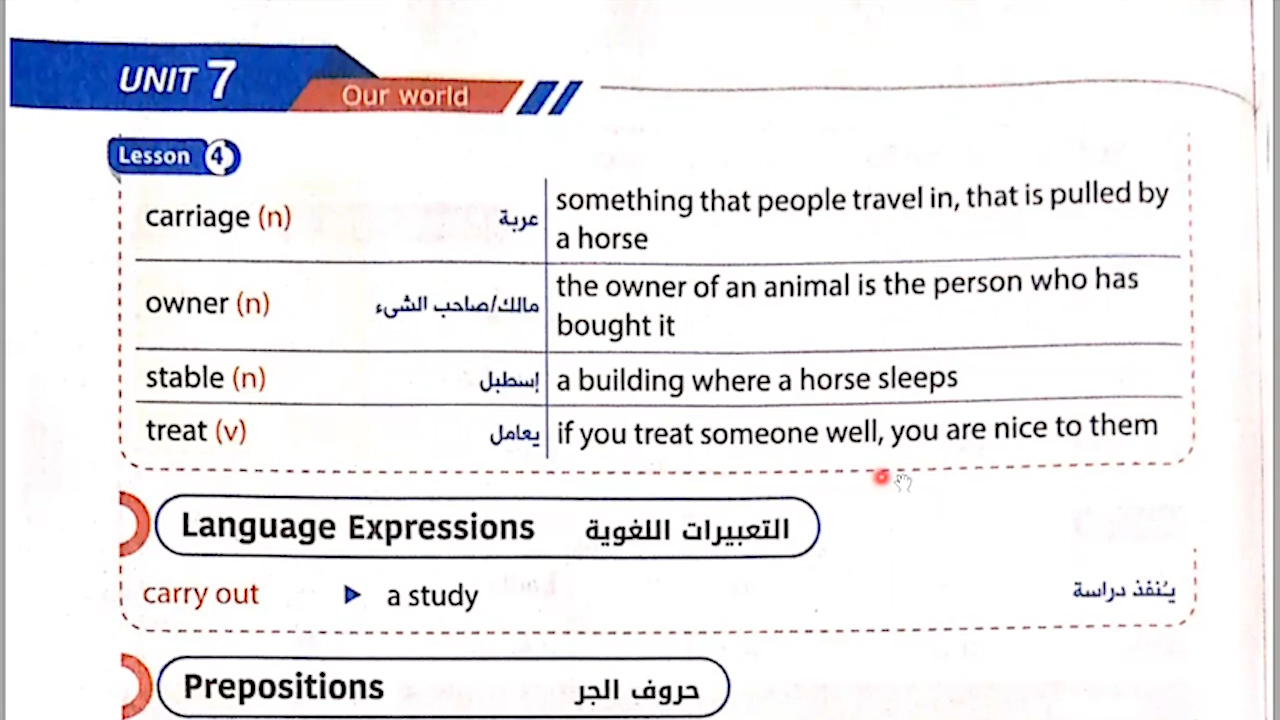 UNIT 7
Our world
Lesson 4
carriage (n) عربة something that people travel in, that is pulled by
a horse
owner (n) مالك/صاحب الشىء the owner of an animal is the person who has
bought it
stable (n) إسطبل a building where a horse sleeps
treat (v) يعامل if you treat someone well, you are nice to them
Language Expressions التعبيرات اللغوية
carry out a study يُنفذ دراسة
Prepositions حروف الجر